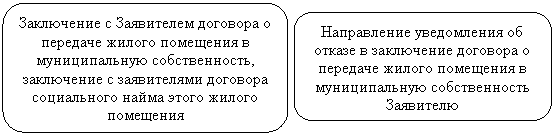 Заключение с Заявителем договора о
передаче жилого помещения в
муниципальную собственность,
заключение с заявителями договора
социального найма этого жилого
помещения
Направление уведомления об
отказе в заключение договора о
передаче жилого помещения в
муниципальную собственность
Заявителю